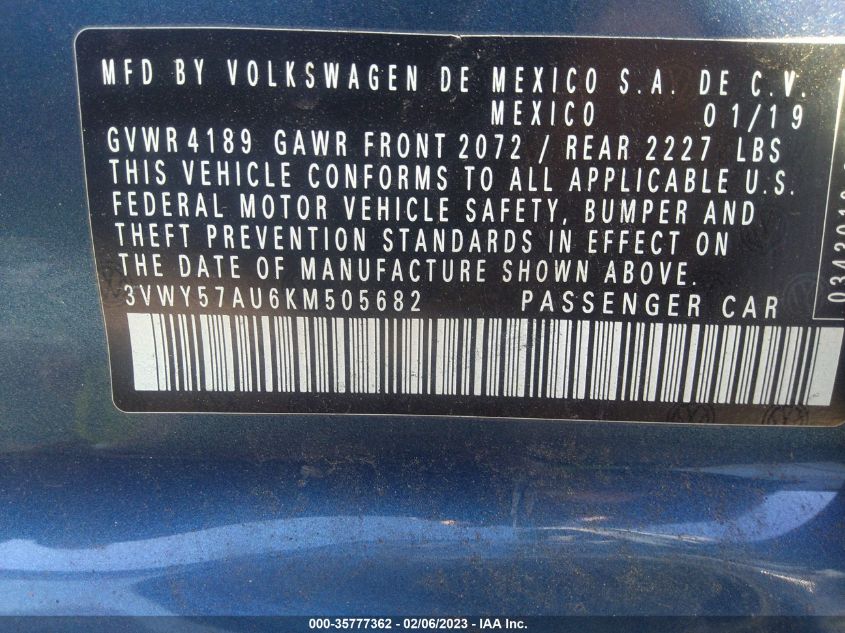 MFD BY VOLKSWAGEN DE MEXICO S.A. DE C.V.
MEXICO 01/19
GVWR 4189 GAWR FRONT 2072 / REAR 2227 LBS
THIS VEHICLE CONFORMS TO ALL APPLICABLE U.S.
FEDERAL MOTOR VEHICLE SAFETY, BUMPER AND
THEFT PREVENTION STANDARDS IN EFFECT ON
THE DATE OF MANUFACTURE SHOWN ABOVE.
3VWY57AU6KM505682 PASSENGER CAR
000-35777362 - 02/06/2023 - IAA Inc.